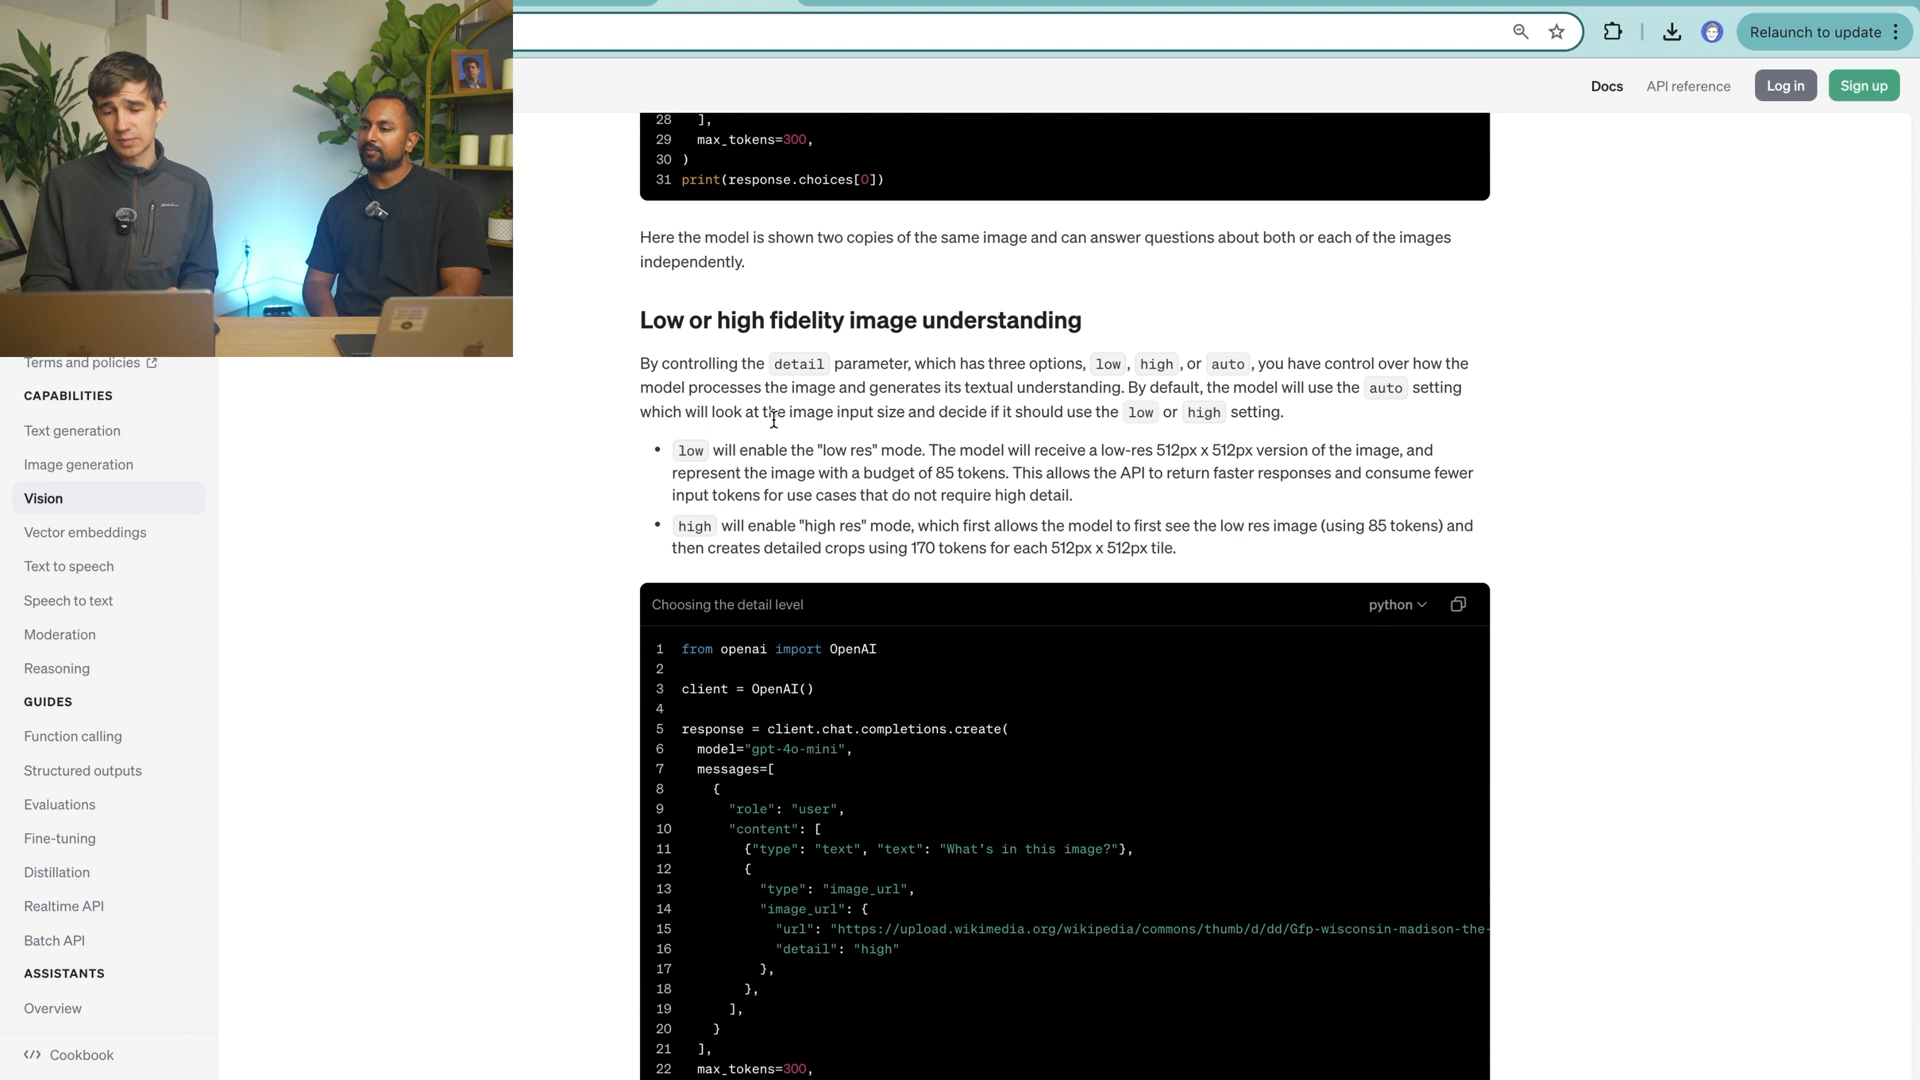 Relaunch to update
Docs
API reference
Log in
Sign up
28 ],
29 max_tokens=300,
30 )
31 print(response.choices[0])
Here the model is shown two copies of the same image and can answer questions about both or each of the images
independently.
Low or high fidelity image understanding
By controlling the detail parameter, which has three options, low, high, or auto, you have control over how the
model processes the image and generates its textual understanding. By default, the model will use the auto setting
which will look at the image input size and decide if it should use the low or high setting.
• low will enable the "low res" mode. The model will receive a low-res 512px x 512px version of the image, and
represent the image with a budget of 85 tokens. This allows the API to return faster responses and consume fewer
input tokens for use cases that do not require high detail.
• high will enable "high res" mode, which first allows the model to first see the low res image (using 85 tokens) and
then creates detailed crops using 170 tokens for each 512px x 512px tile.
Choosing the detail level
python
1 from openai import OpenAI
2
3 client = OpenAI()
4
5 response = client.chat.completions.create(
6 model="gpt-4o-mini",
7 messages=[
8 {
9 "role": "user",
10 "content": [
11 {"type": "text", "text": "What's in this image?"},
12 {
13 "type": "image_url",
14 "image_url": {
15 "url": "https://upload.wikimedia.org/wikipedia/commons/thumb/d/dd/Gfp-wisconsin-madison-the-
16 "detail": "high"
17 },
18 },
19 ],
20 }
21 ],
22 max_tokens=300,
Terms and policies
CAPABILITIES
Text generation
Image generation
Vision
Vector embeddings
Text to speech
Speech to text
Moderation
Reasoning
GUIDES
Function calling
Structured outputs
Evaluations
Fine-tuning
Distillation
Realtime API
Batch API
ASSISTANTS
Overview
</> Cookbook